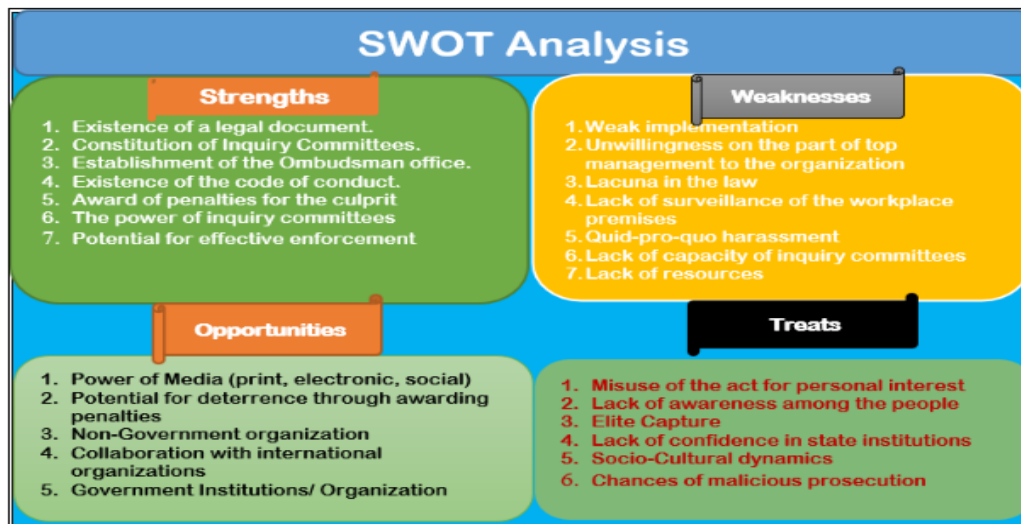 SWOT Analysis
Strengths
1. Existence of a legal document.
2. Constitution of Inquiry Committees.
3. Establishment of the Ombudsman office.
4. Existence of the code of conduct.
5. Award of penalties for the culprit
6. The power of inquiry committees
7. Potential for effective enforcement
Weaknesses
1. Weak implementation
2. Unwillingness on the part of top
management to the organization
3. Lacuna in the law
4. Lack of surveillance of the workplace
premises
5. Quid-pro-quo harassment
6. Lack of capacity of inquiry committees
7. Lack of resources
Opportunities
1. Power of Media (print, electronic, social)
2. Potential for deterrence through awarding
penalties
3. Non-Government organization
4. Collaboration with international
organizations
5. Government Institutions/ Organization
Treats
1. Misuse of the act for personal interest
2. Lack of awareness among the people
3. Elite Capture
4. Lack of confidence in state institutions
5. Socio-Cultural dynamics
6. Chances of malicious prosecution